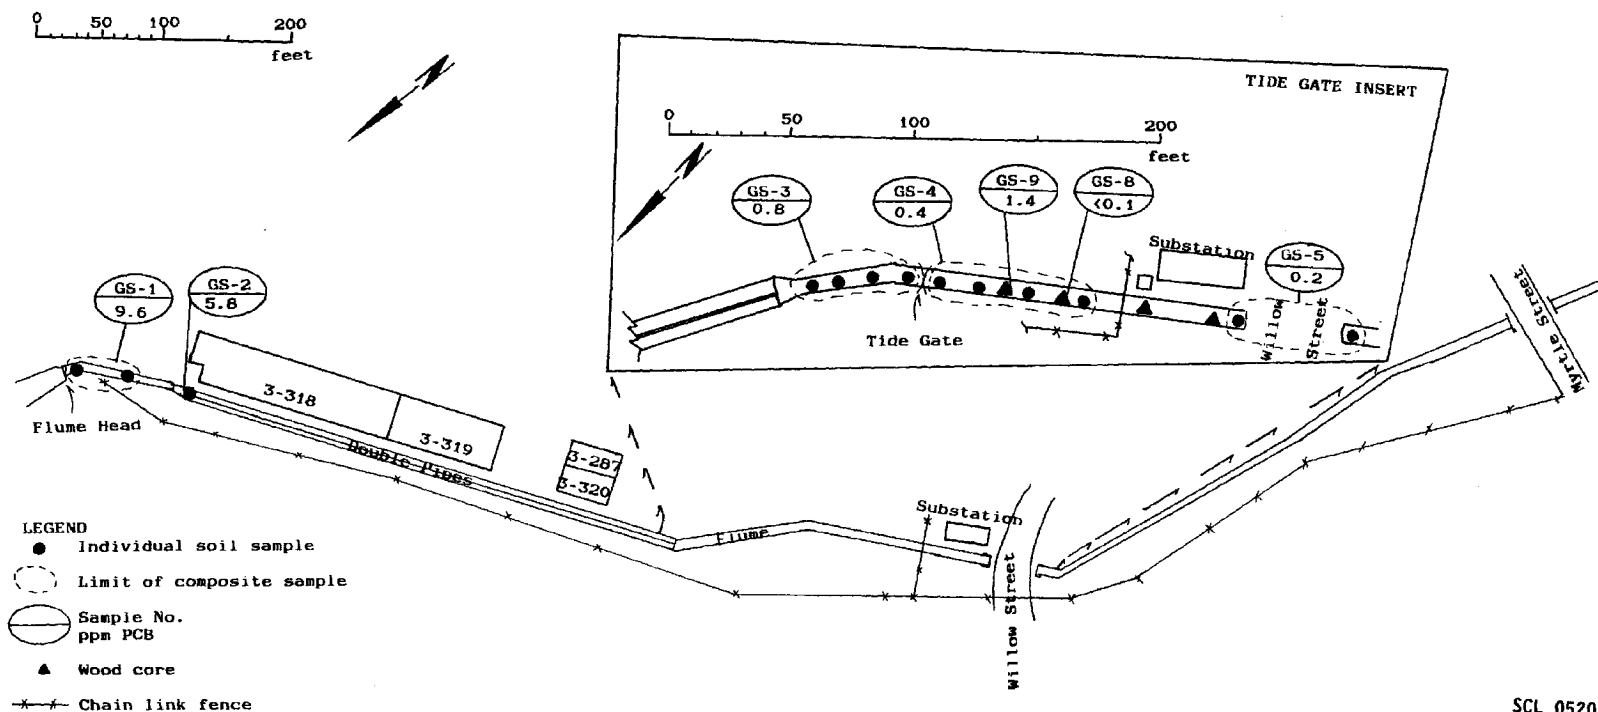 0 50 100 200
feet
TIDE GATE INSERT
0 50 100 200
feet
GS-3
0.8
GS-4
0.4
GS-9
1.4
GS-8
<0.1
Substation
GS-5
0.2
Willow
Street
Tide Gate
Myrtle Street
GS-1
9.6
GS-2
5.8
Flume Head
3-318
3-319
Double Pipes
3-287
3-320
Flume
Substation
Willow Street
LEGEND
Individual soil sample
Limit of composite sample
Sample No.
ppm PCB
Wood core
Chain link fence
SCL 0520